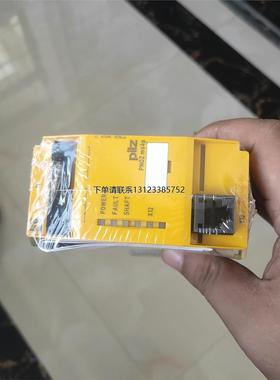 pilz
PNOZ ms4p
下单请联系13123385752
POWER
FAULT
SHAFT
X12